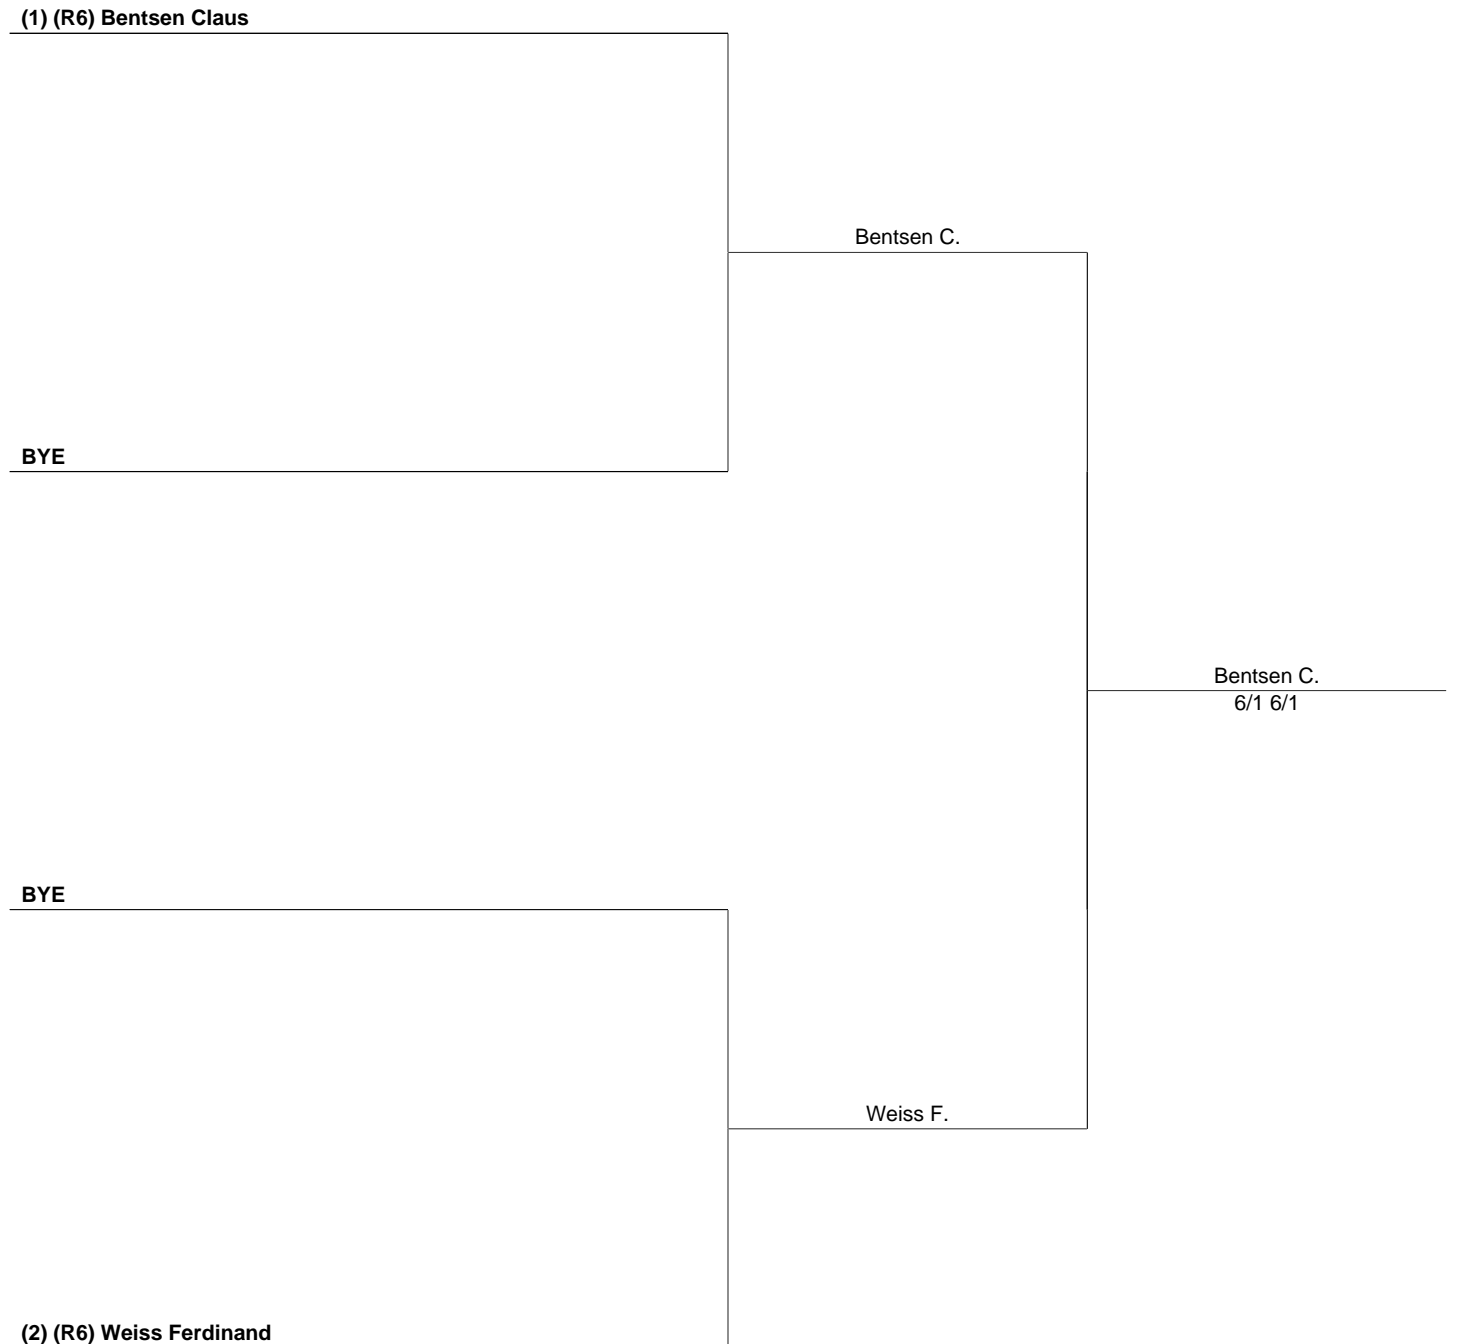 (1) (R6) Bentsen Claus
Bentsen C.
BYE
Bentsen C.
6/1 6/1
BYE
Weiss F.
(2) (R6) Weiss Ferdinand